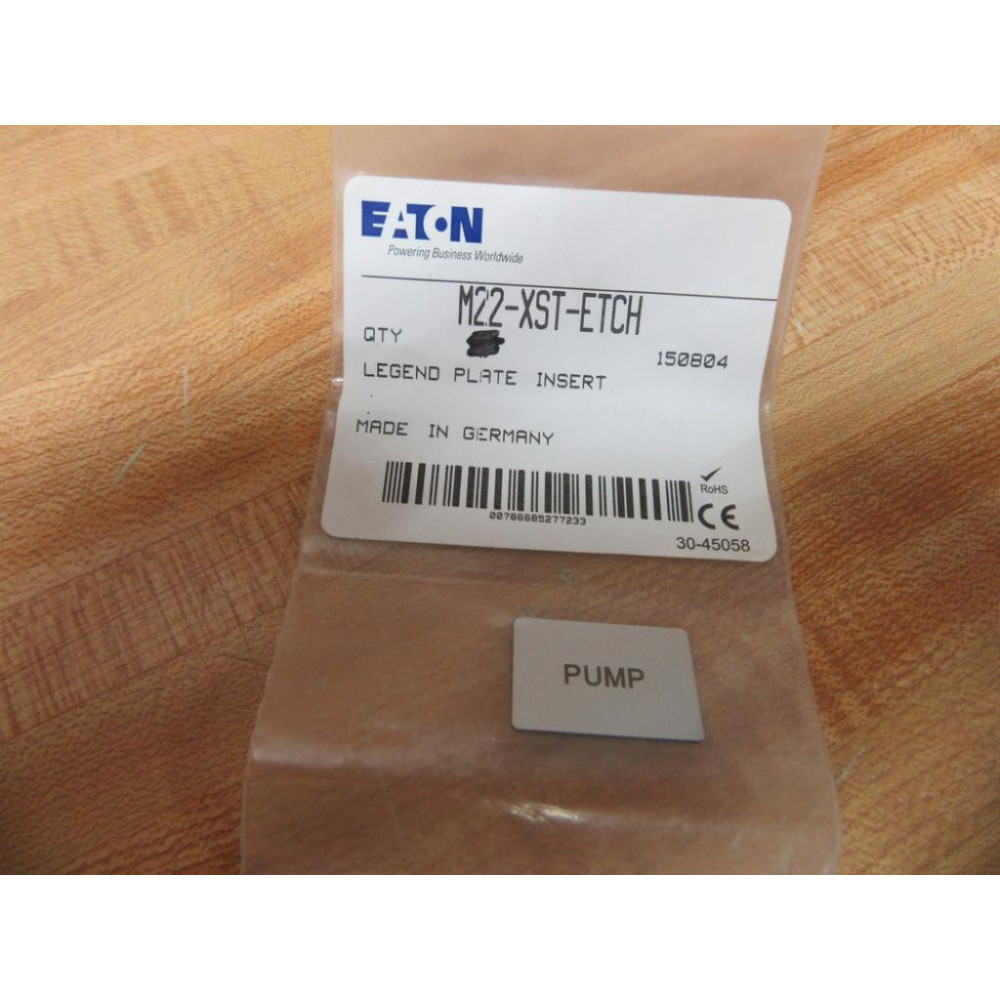 EATON
Powering Business Worldwide
M22-XST-ETCH
QTY
150804
LEGEND PLATE INSERT
MADE IN GERMANY
RoHS
00786685277233
CE
30-45058
PUMP